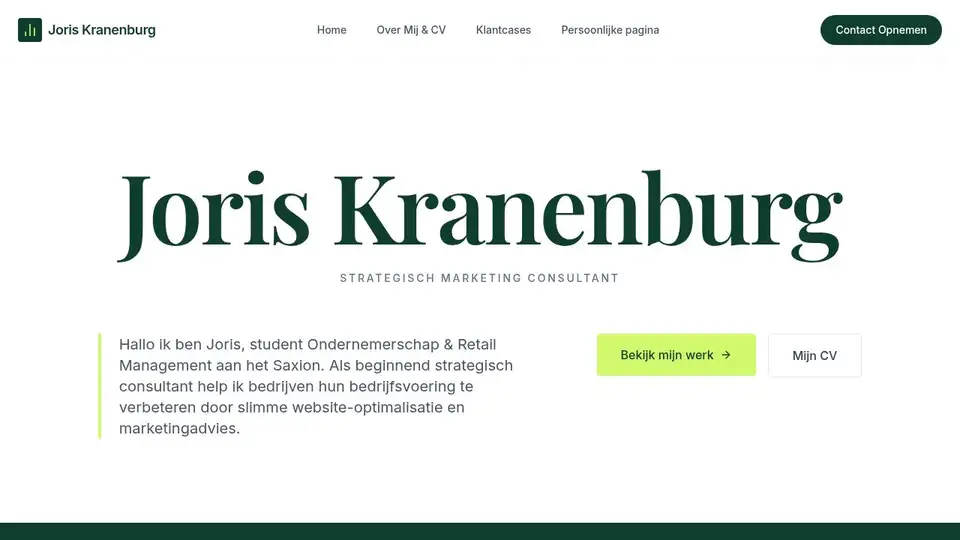 Joris Kranenburg
Home
Over Mij & CV
Klantcases
Persoonlijke pagina
Contact Opnemen
Joris Kranenburg
STRATEGISCH MARKETING CONSULTANT
Hallo ik ben Joris, student Ondernemerschap & Retail
Management aan het Saxion. Als beginnend strategisch
consultant help ik bedrijven hun bedrijfsvoering te
verbeteren door slimme website-optimalisatie en
marketingadvies.
Bekijk mijn werk →
Mijn CV